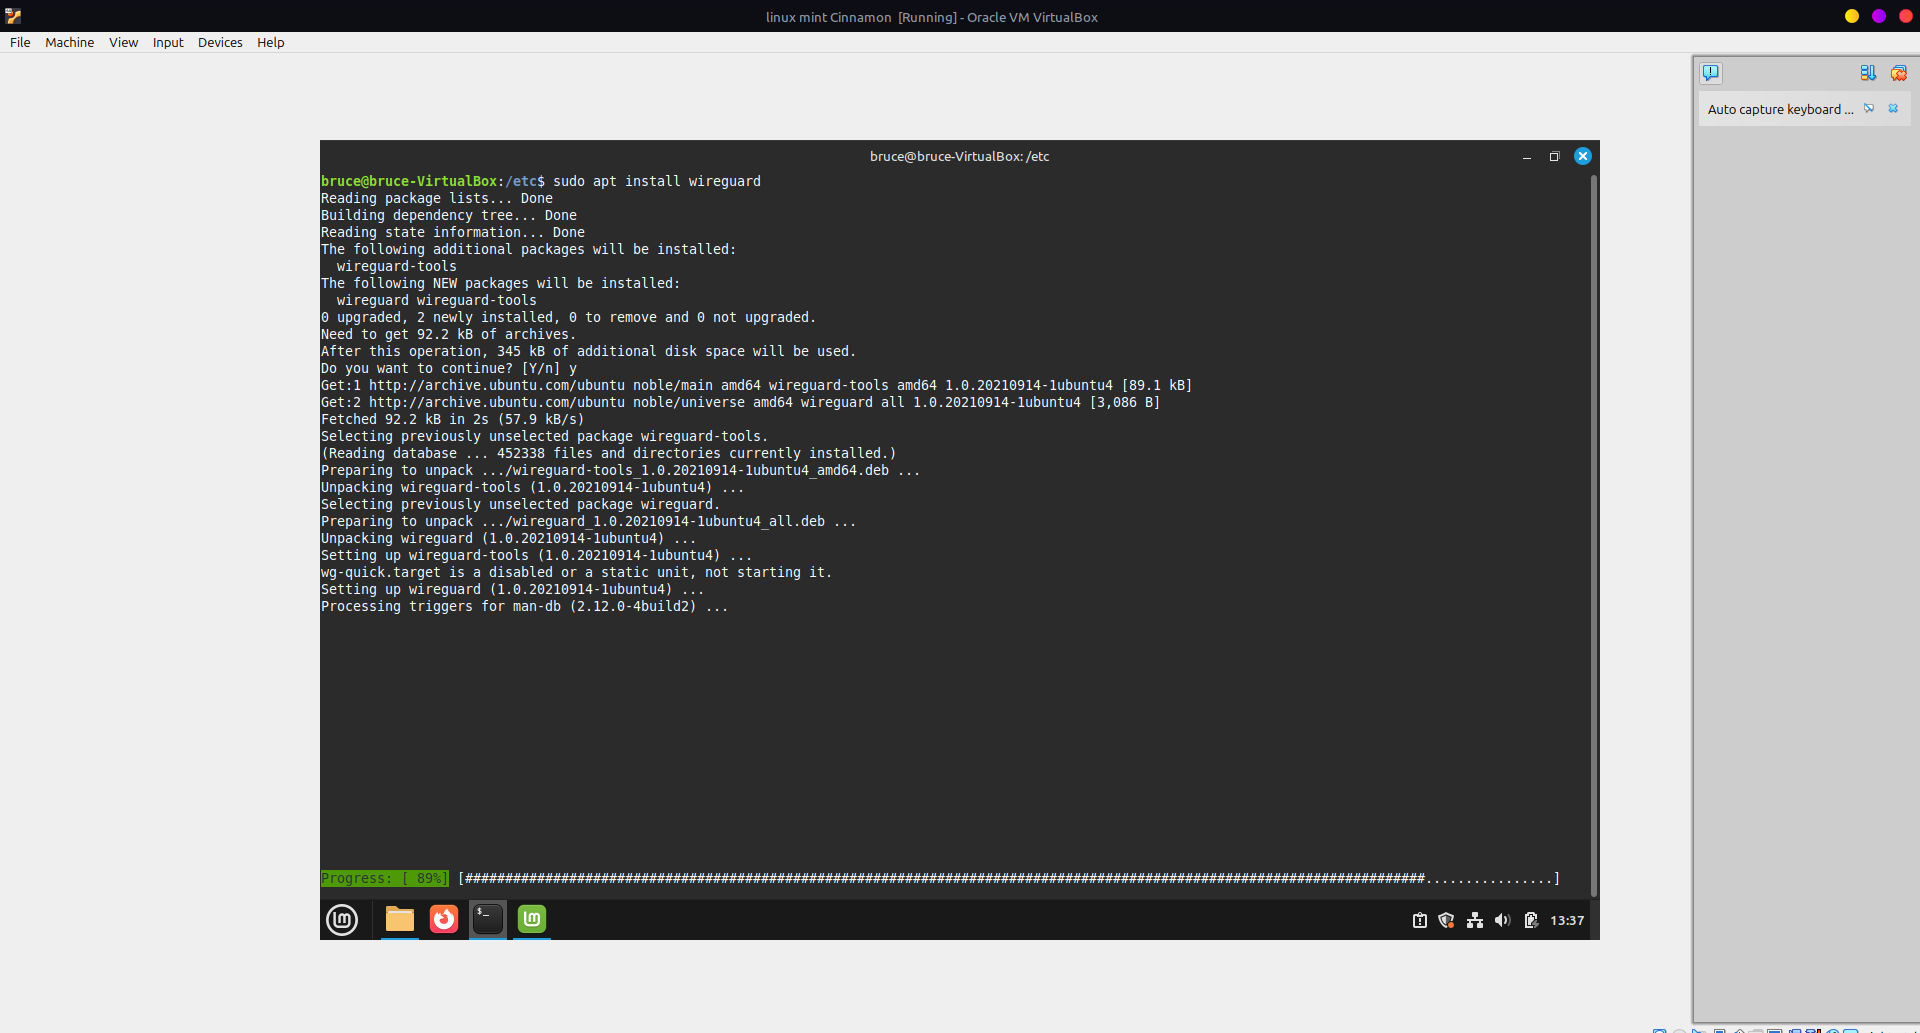 linux mint Cinnamon [Running] - Oracle VM VirtualBox
File Machine View Input Devices Help
Auto capture keyboard ...
bruce@bruce-VirtualBox: /etc
bruce@bruce-VirtualBox:/etc$ sudo apt install wireguard
Reading package lists... Done
Building dependency tree... Done
Reading state information... Done
The following additional packages will be installed:
  wireguard-tools
The following NEW packages will be installed:
  wireguard wireguard-tools
0 upgraded, 2 newly installed, 0 to remove and 0 not upgraded.
Need to get 92.2 kB of archives.
After this operation, 345 kB of additional disk space will be used.
Do you want to continue? [Y/n] y
Get:1 http://archive.ubuntu.com/ubuntu noble/main amd64 wireguard-tools amd64 1.0.20210914-1ubuntu4 [89.1 kB]
Get:2 http://archive.ubuntu.com/ubuntu noble/universe amd64 wireguard all 1.0.20210914-1ubuntu4 [3,086 B]
Fetched 92.2 kB in 2s (57.9 kB/s)
Selecting previously unselected package wireguard-tools.
(Reading database ... 452338 files and directories currently installed.)
Preparing to unpack .../wireguard-tools_1.0.20210914-1ubuntu4_amd64.deb ...
Unpacking wireguard-tools (1.0.20210914-1ubuntu4) ...
Selecting previously unselected package wireguard.
Preparing to unpack .../wireguard_1.0.20210914-1ubuntu4_all.deb ...
Unpacking wireguard (1.0.20210914-1ubuntu4) ...
Setting up wireguard-tools (1.0.20210914-1ubuntu4) ...
wg-quick.target is a disabled or a static unit, not starting it.
Setting up wireguard (1.0.20210914-1ubuntu4) ...
Processing triggers for man-db (2.12.0-4build2) ...
Progress: [ 89%] [########################################################################################################################................]
13:37